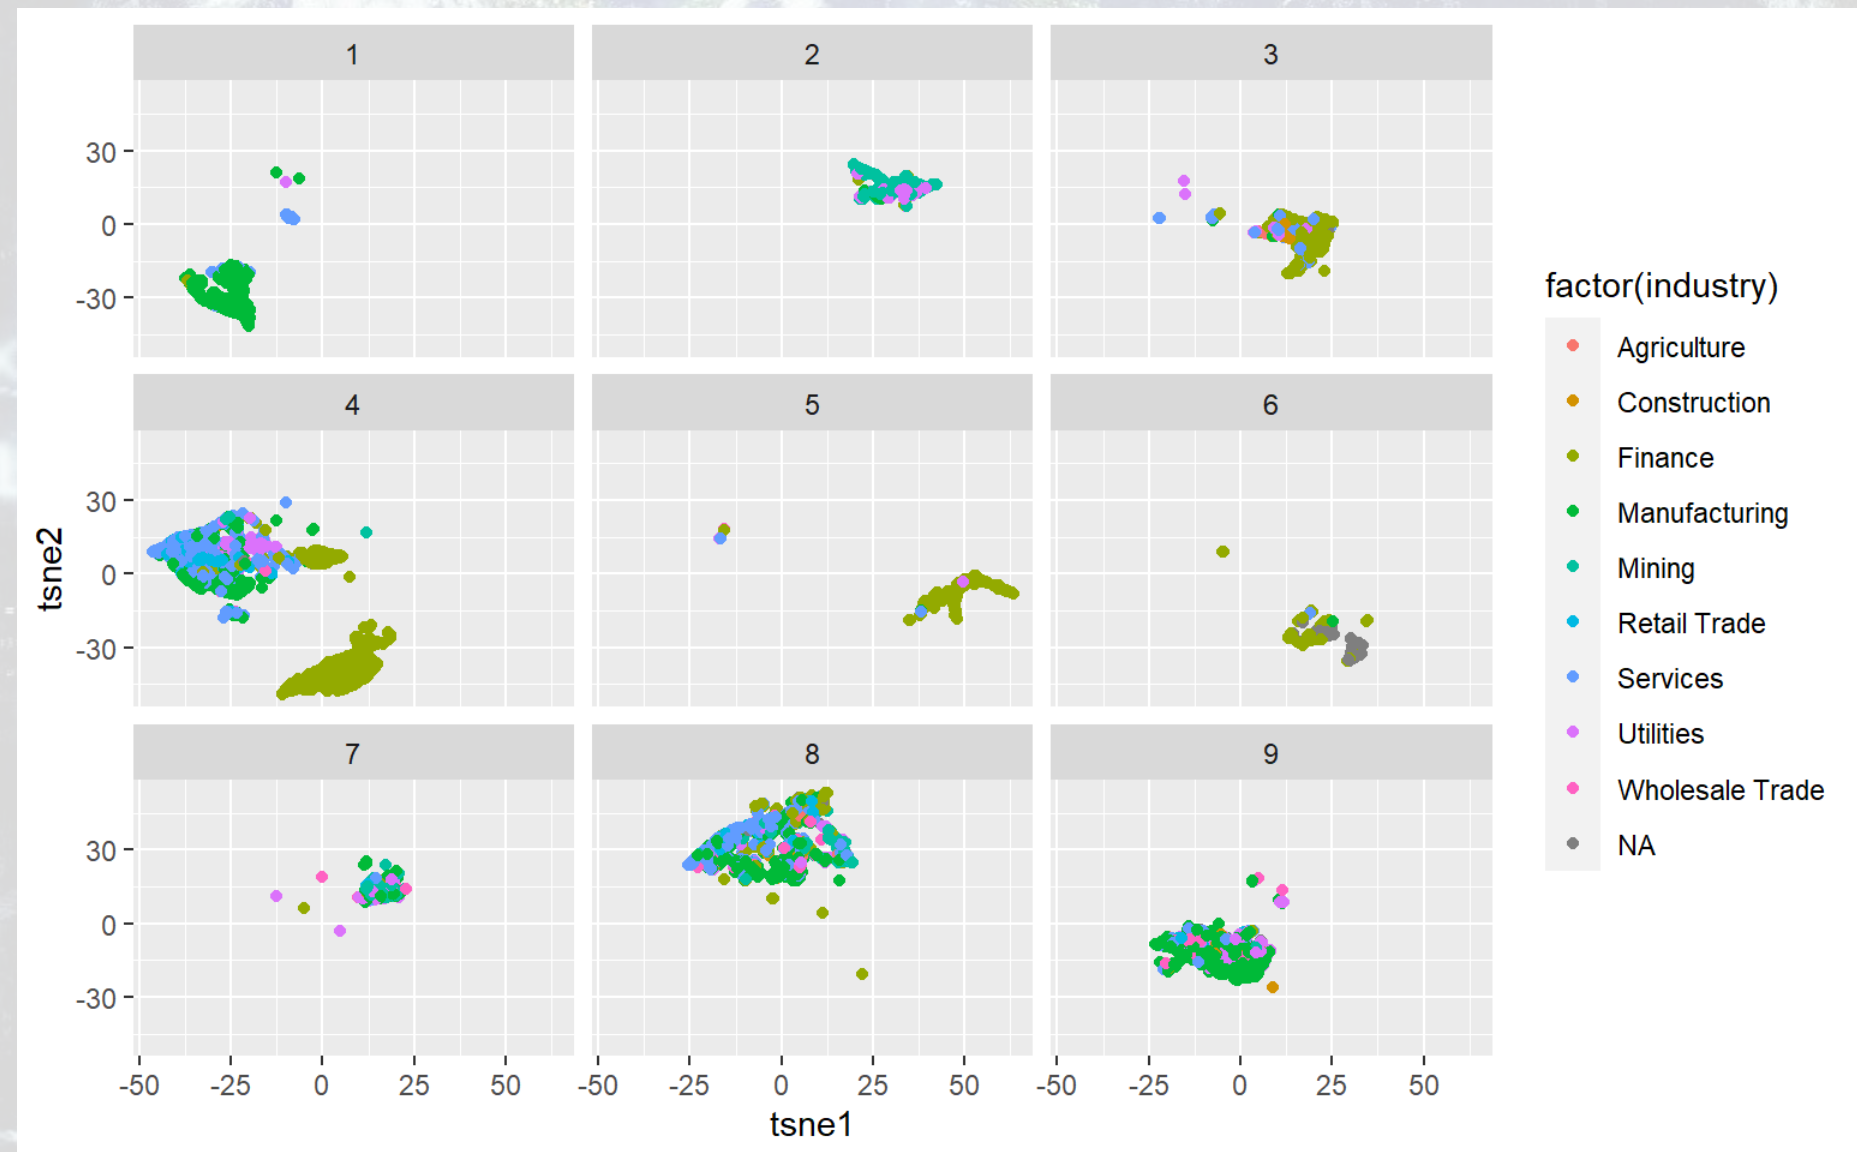 1 2 3
30
0
-30
4 5 6
30
0
-30
7 8 9
30
0
-30
-50 -25 0 25 50 -50 -25 0 25 50 -50 -25 0 25 50
tsne1
tsne2
factor(industry)
Agriculture
Construction
Finance
Manufacturing
Mining
Retail Trade
Services
Utilities
Wholesale Trade
NA